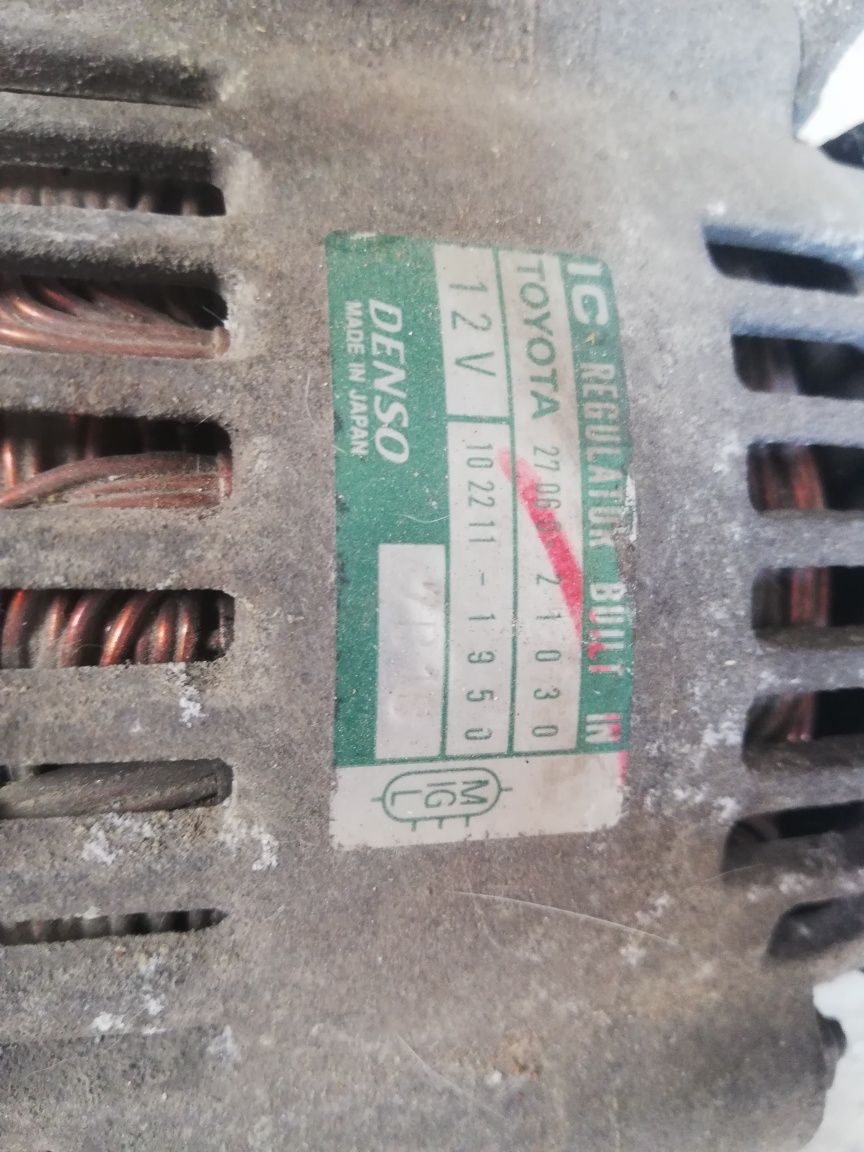 IC REGULATOR BUILT IN
TOYOTA 27060-21030
12V 102211-1950
DENSO
MADE IN JAPAN
M
IG
L